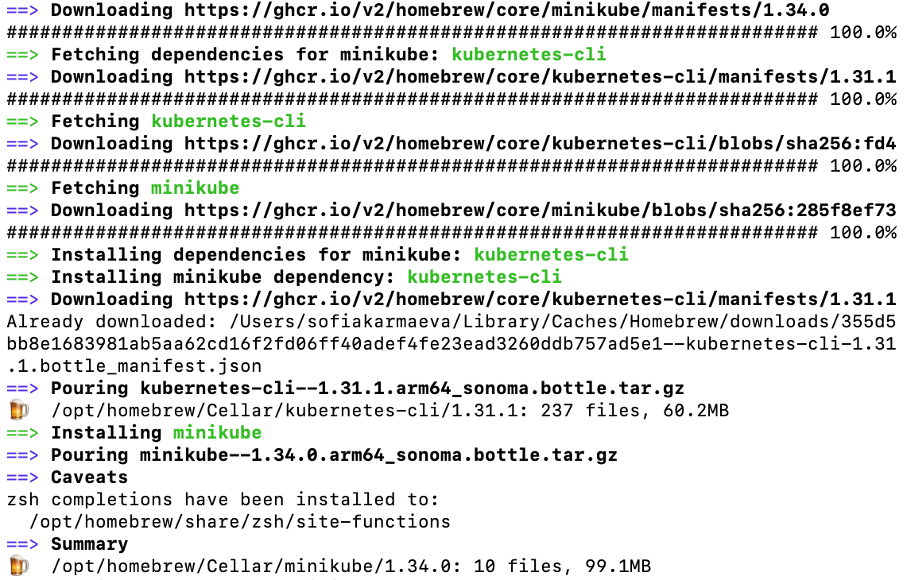 ==> Downloading https://ghcr.io/v2/homebrew/core/minikube/manifests/1.34.0
######################################################################### 100.0%
==> Fetching dependencies for minikube: kubernetes-cli
==> Downloading https://ghcr.io/v2/homebrew/core/kubernetes-cli/manifests/1.31.1
######################################################################### 100.0%
==> Fetching kubernetes-cli
==> Downloading https://ghcr.io/v2/homebrew/core/kubernetes-cli/blobs/sha256:fd4
######################################################################### 100.0%
==> Fetching minikube
==> Downloading https://ghcr.io/v2/homebrew/core/minikube/blobs/sha256:285f8ef73
######################################################################### 100.0%
==> Installing dependencies for minikube: kubernetes-cli
==> Installing minikube dependency: kubernetes-cli
==> Downloading https://ghcr.io/v2/homebrew/core/kubernetes-cli/manifests/1.31.1
Already downloaded: /Users/sofiakarmaeva/Library/Caches/Homebrew/downloads/355d5
bb8e1683981ab5aa62cd16f2fd06ff40adef4fe23ead3260ddb757ad5e1--kubernetes-cli-1.31
.1.bottle_manifest.json
==> Pouring kubernetes-cli--1.31.1.arm64_sonoma.bottle.tar.gz
🍺  /opt/homebrew/Cellar/kubernetes-cli/1.31.1: 237 files, 60.2MB
==> Installing minikube
==> Pouring minikube--1.34.0.arm64_sonoma.bottle.tar.gz
==> Caveats
zsh completions have been installed to:
  /opt/homebrew/share/zsh/site-functions
==> Summary
🍺  /opt/homebrew/Cellar/minikube/1.34.0: 10 files, 99.1MB